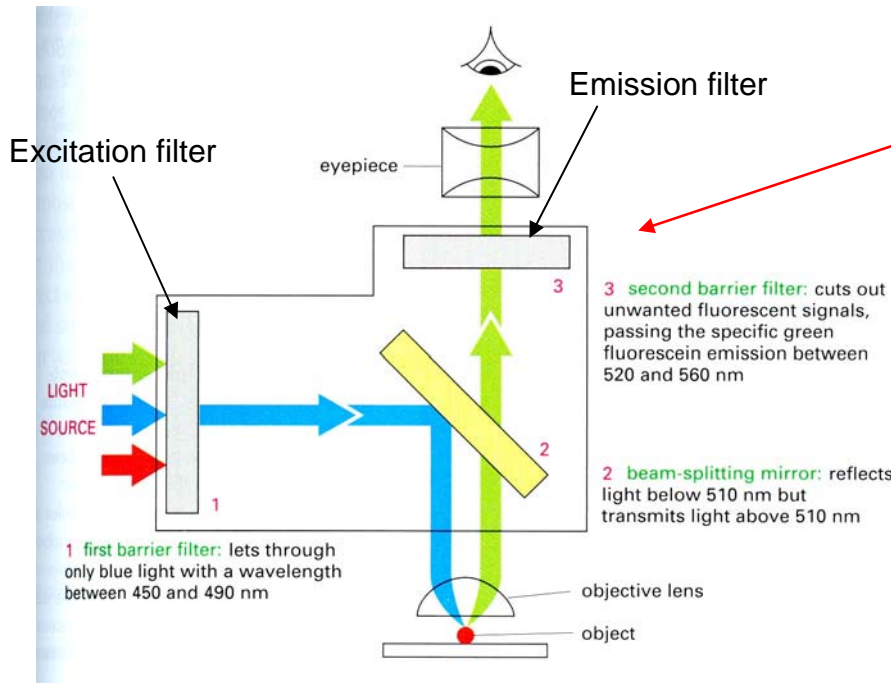 Emission filter
Excitation filter
eyepiece
3
3 second barrier filter: cuts out
unwanted fluorescent signals,
passing the specific green
fluorescein emission between
520 and 560 nm
LIGHT
SOURCE
2
1
2 beam-splitting mirror: reflects
light below 510 nm but
transmits light above 510 nm
1 first barrier filter: lets through
only blue light with a wavelength
between 450 and 490 nm
objective lens
object